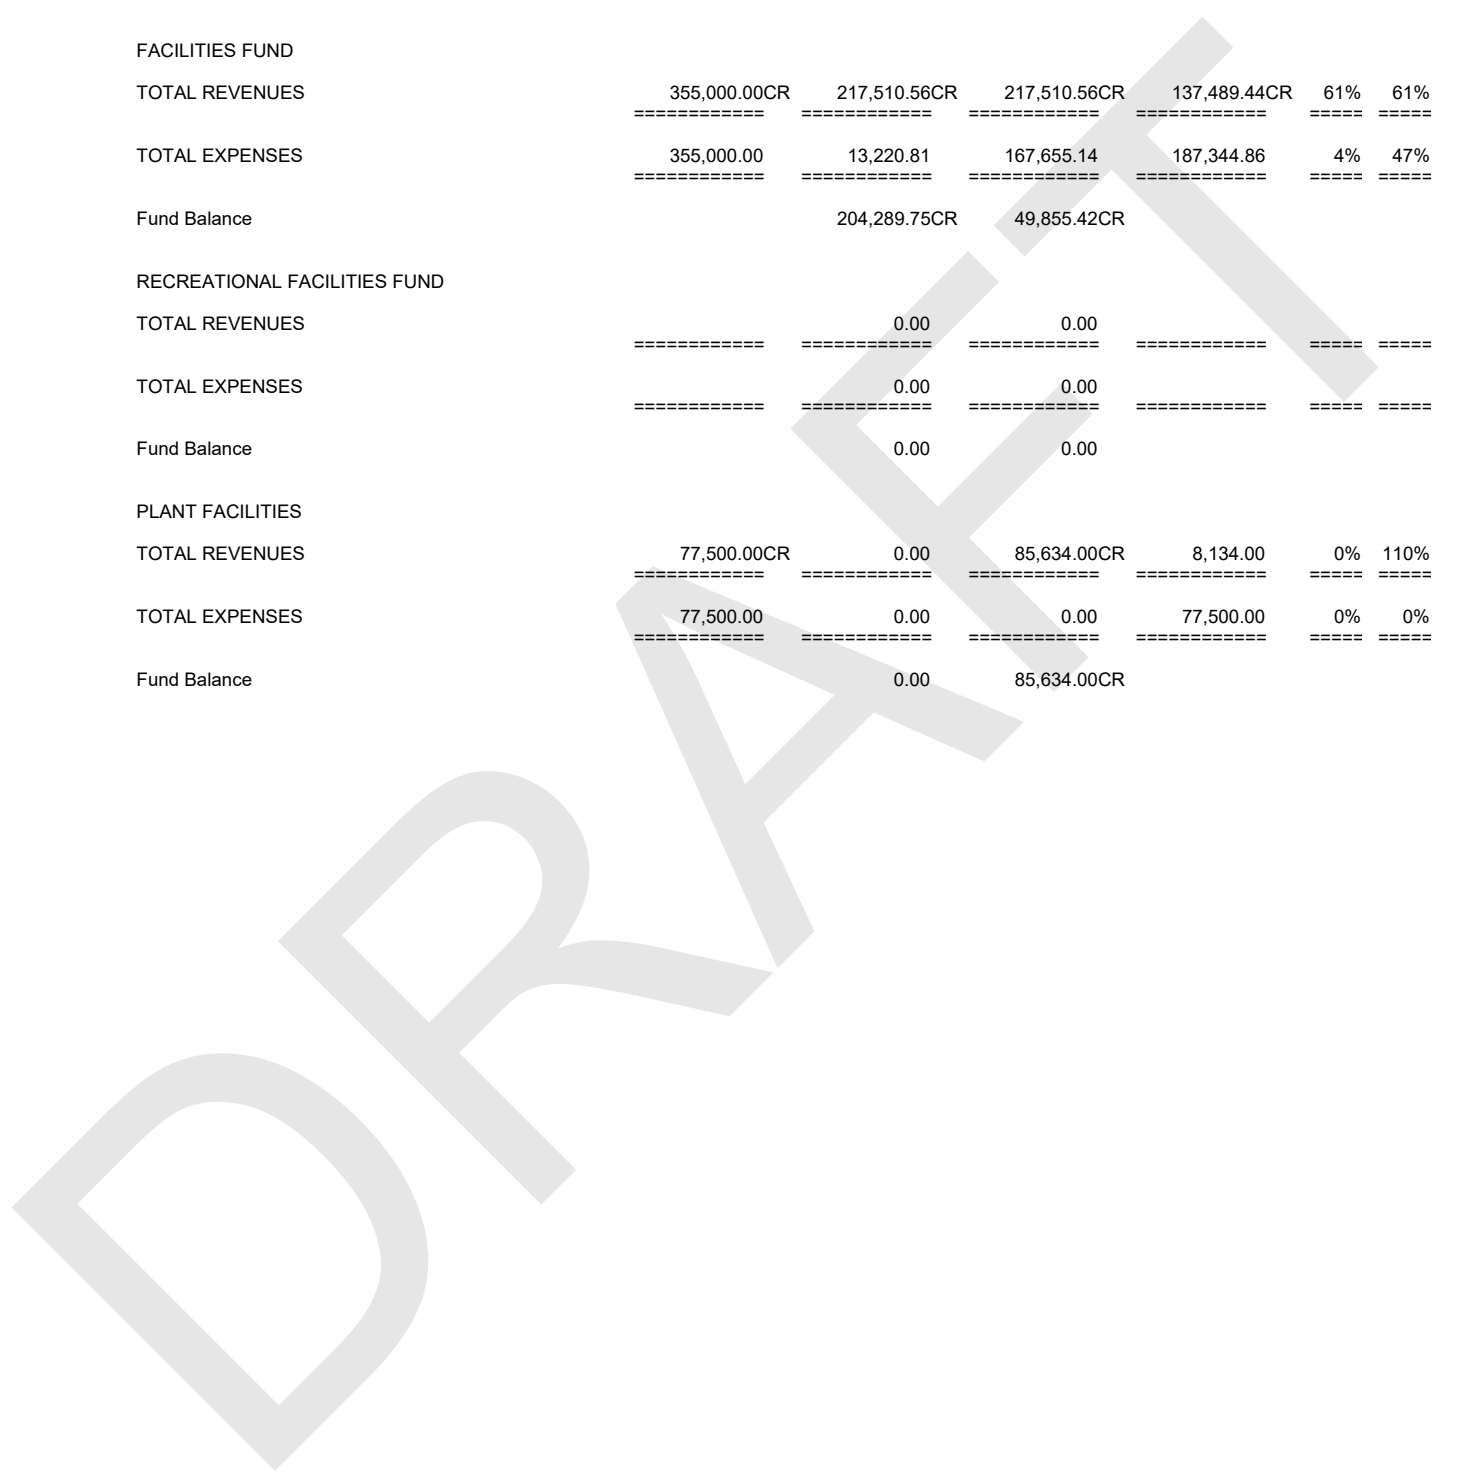 FACILITIES FUND
TOTAL REVENUES 355,000.00CR 217,510.56CR 217,510.56CR 137,489.44CR 61% 61%
============ ============ ============ ============ ===== =====
TOTAL EXPENSES 355,000.00 13,220.81 167,655.14 187,344.86 4% 47%
============ ============ ============ ============ ===== =====
Fund Balance 204,289.75CR 49,855.42CR
RECREATIONAL FACILITIES FUND
TOTAL REVENUES 0.00 0.00
============ ============ ============ ============ ===== =====
TOTAL EXPENSES 0.00 0.00
============ ============ ============ ============ ===== =====
Fund Balance 0.00 0.00
PLANT FACILITIES
TOTAL REVENUES 77,500.00CR 0.00 85,634.00CR 8,134.00 0% 110%
============ ============ ============ ============ ===== =====
TOTAL EXPENSES 77,500.00 0.00 0.00 77,500.00 0% 0%
============ ============ ============ ============ ===== =====
Fund Balance 0.00 85,634.00CR
DRAFT